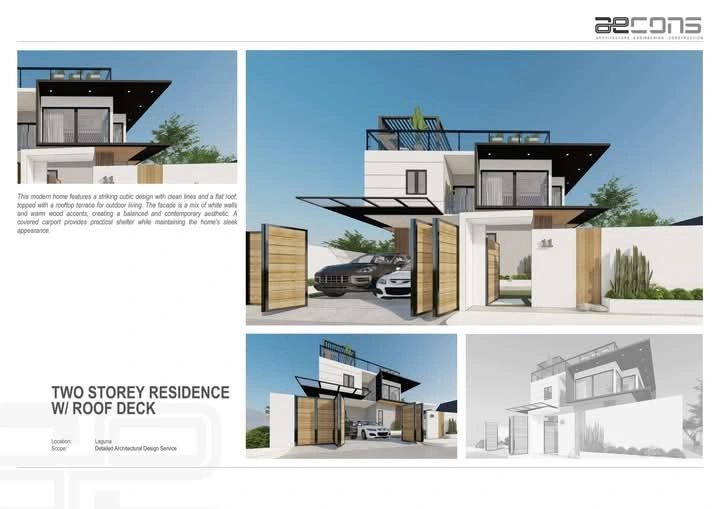 aecons
ARCHITECTURE. ENGINEERING. CONSTRUCTION
This modern home features a striking cubic design with clean lines and a flat roof,
topped with a rooftop terrace for outdoor living. The facade is a mix of white walls
and warm wood accents, creating a balanced and contemporary aesthetic. A
covered carport provides practical shelter while maintaining the home's sleek
appearance.
11
11
TWO STOREY RESIDENCE
W/ ROOF DECK
Location: Laguna
Scope: Detailed Architectural Design Service